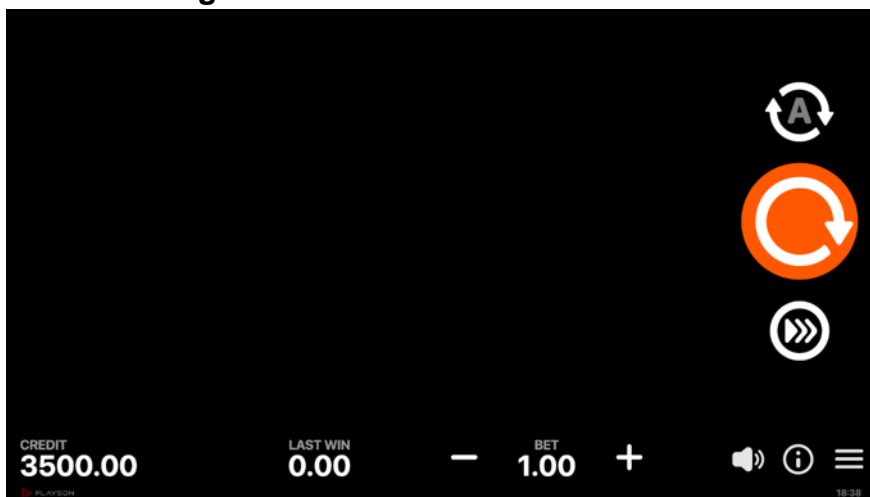 A
CREDIT
3500.00
LAST WIN
0.00
BET
1.00
PLAYSON
18:38